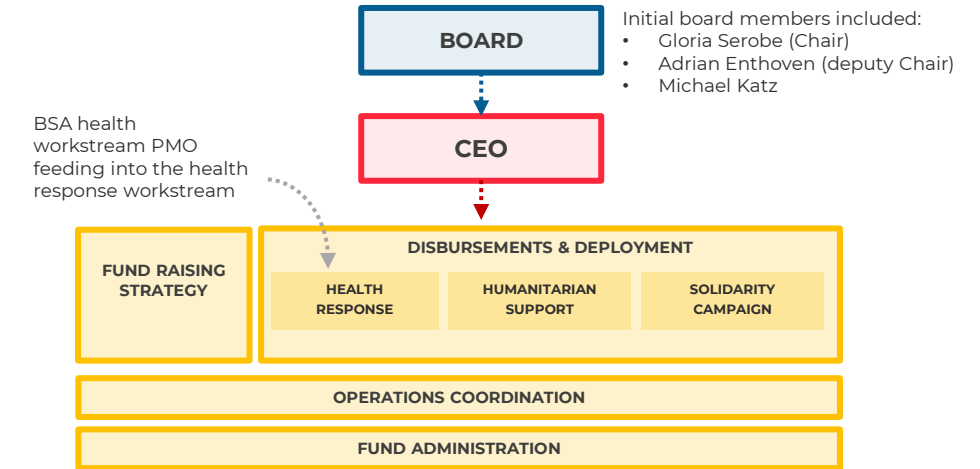 BOARD
Initial board members included:
• Gloria Serobe (Chair)
• Adrian Enthoven (deputy Chair)
• Michael Katz
CEO
BSA health
workstream PMO
feeding into the health
response workstream
FUND RAISING
STRATEGY
DISBURSEMENTS & DEPLOYMENT
HEALTH
RESPONSE
HUMANITARIAN
SUPPORT
SOLIDARITY
CAMPAIGN
OPERATIONS COORDINATION
FUND ADMINISTRATION